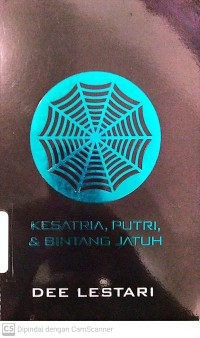 KESATRIA, PUTRI,
& BINTANG JATUH
DEE LESTARI
CS Dipindai dengan CamScanner